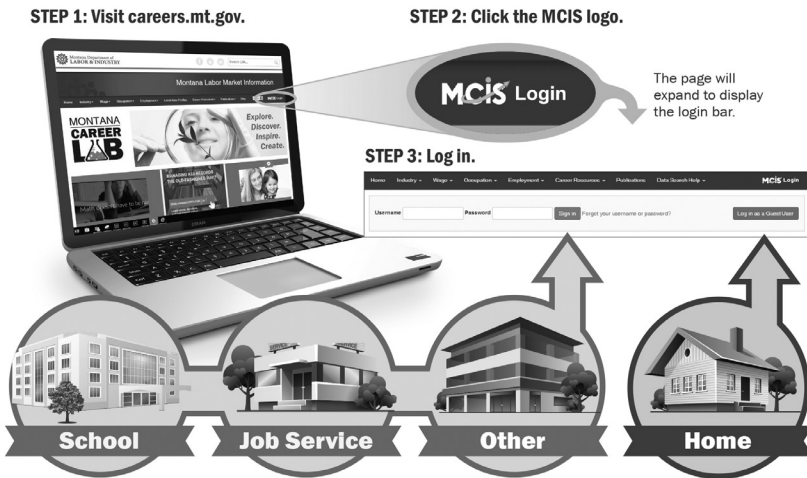 STEP 1: Visit careers.mt.gov.
STEP 2: Click the MCIS logo.
Montana Department of
LABOR & INDUSTRY
Montana Labor Market Information
MONTANA
CAREER
LAB
Explore.
Discover.
Inspire.
Create.
MCIS Login
The page will
expand to display
the login bar.
STEP 3: Log in.
Home Industry Wage Occupation Employment Career Resources Publications Data Search Help MCIS Login
Username Password Sign in Forgot your username or password? Log in as a Guest User
School
Job Service
Other
Home